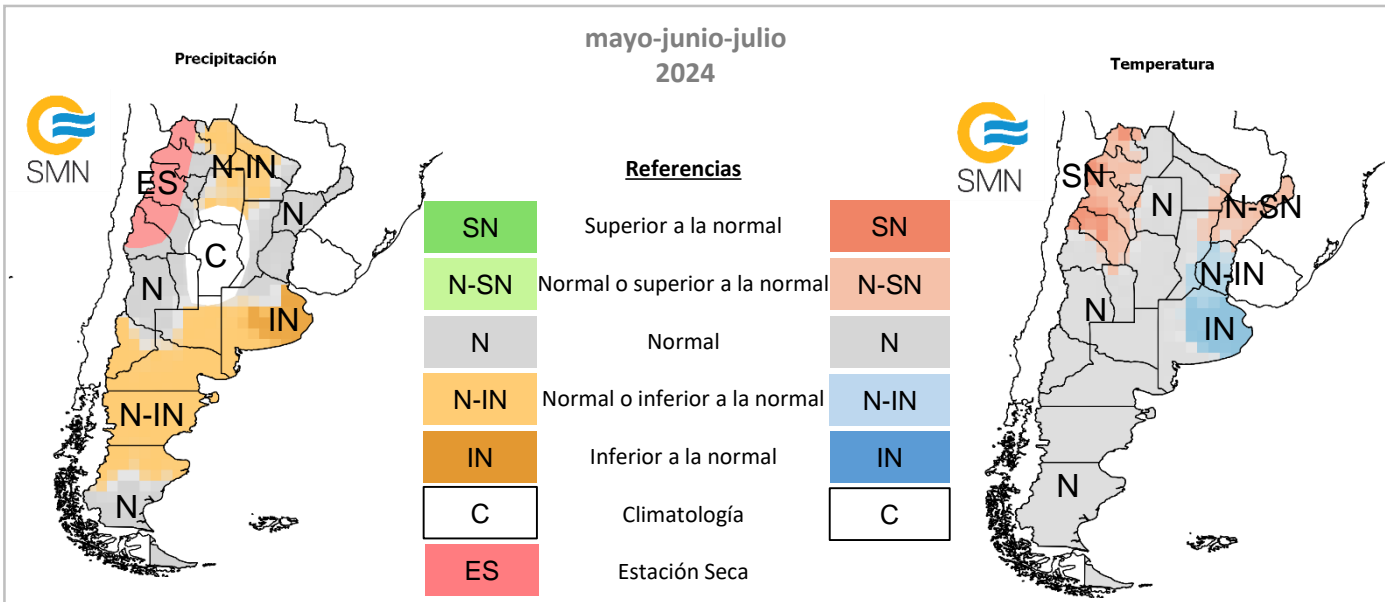 mayo-junio-julio
2024
Precipitación
SMN
ES
N-IN
N
C
N
IN
N-IN
N
Referencias
SN Superior a la normal SN
N-SN Normal o superior a la normal N-SN
N Normal N
N-IN Normal o inferior a la normal N-IN
IN Inferior a la normal IN
C Climatología C
ES Estación Seca
Temperatura
SMN
SN
N
N-SN
N-IN
N
IN
N